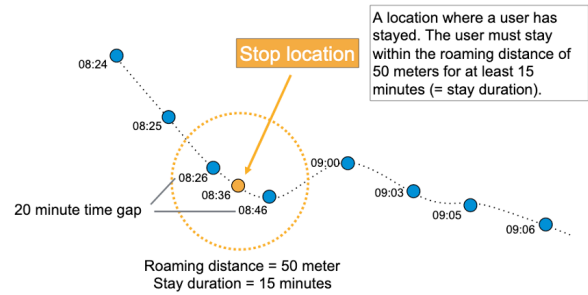 A location where a user has
stayed. The user must stay
within the roaming distance of
50 meters for at least 15
minutes (= stay duration).
Stop location
08:24
08:25
08:26
08:36
08:46
09:00
09:03
09:05
09:06
20 minute time gap
Roaming distance = 50 meter
Stay duration = 15 minutes